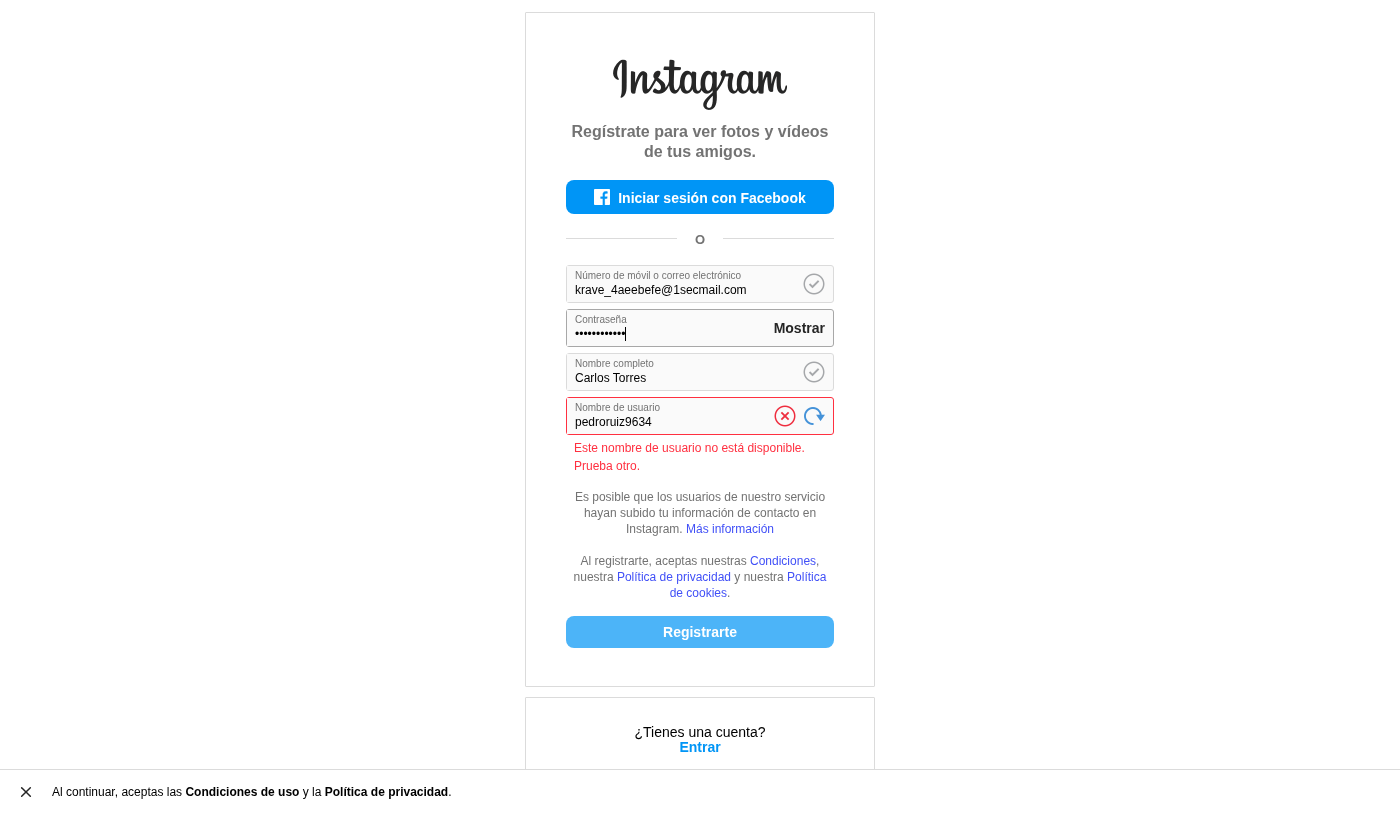 Instagram
Regístrate para ver fotos y vídeos
de tus amigos.
Iniciar sesión con Facebook
O
Número de móvil o correo electrónico
krave_4aeebefe@1secmail.com
Contraseña
••••••••••••
Mostrar
Nombre completo
Carlos Torres
Nombre de usuario
pedroruiz9634
Este nombre de usuario no está disponible.
Prueba otro.
Es posible que los usuarios de nuestro servicio
hayan subido tu información de contacto en
Instagram. Más información
Al registrarte, aceptas nuestras Condiciones,
nuestra Política de privacidad y nuestra Política
de cookies.
Registrarte
¿Tienes una cuenta?
Entrar
Al continuar, aceptas las Condiciones de uso y la Política de privacidad.